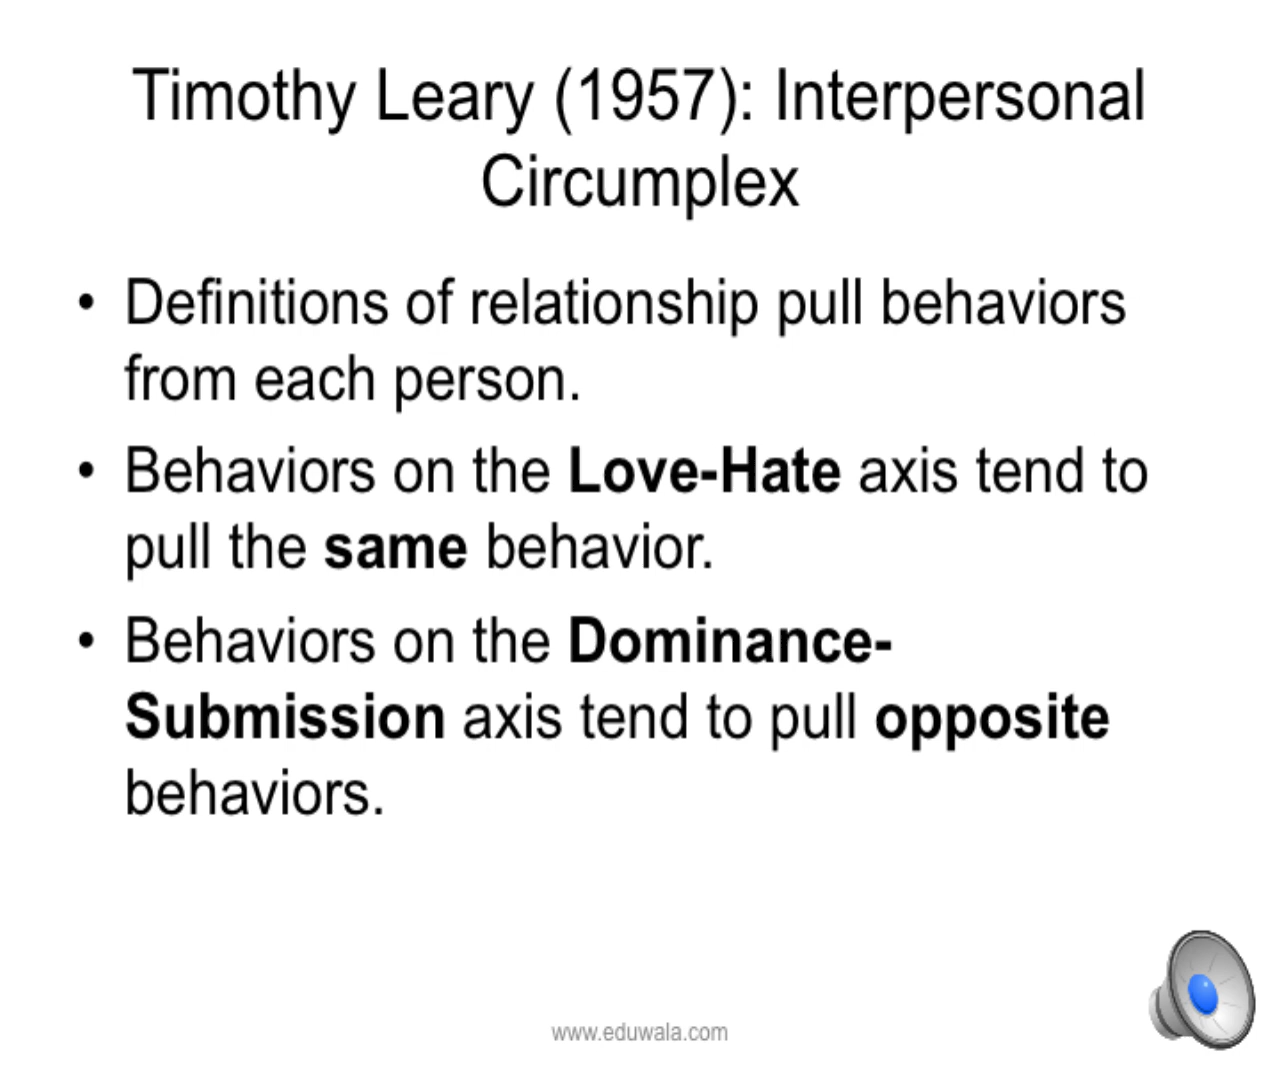 Timothy Leary (1957): Interpersonal
Circumplex
• Definitions of relationship pull behaviors
from each person.
• Behaviors on the Love-Hate axis tend to
pull the same behavior.
• Behaviors on the Dominance-
Submission axis tend to pull opposite
behaviors.
www.eduwala.com